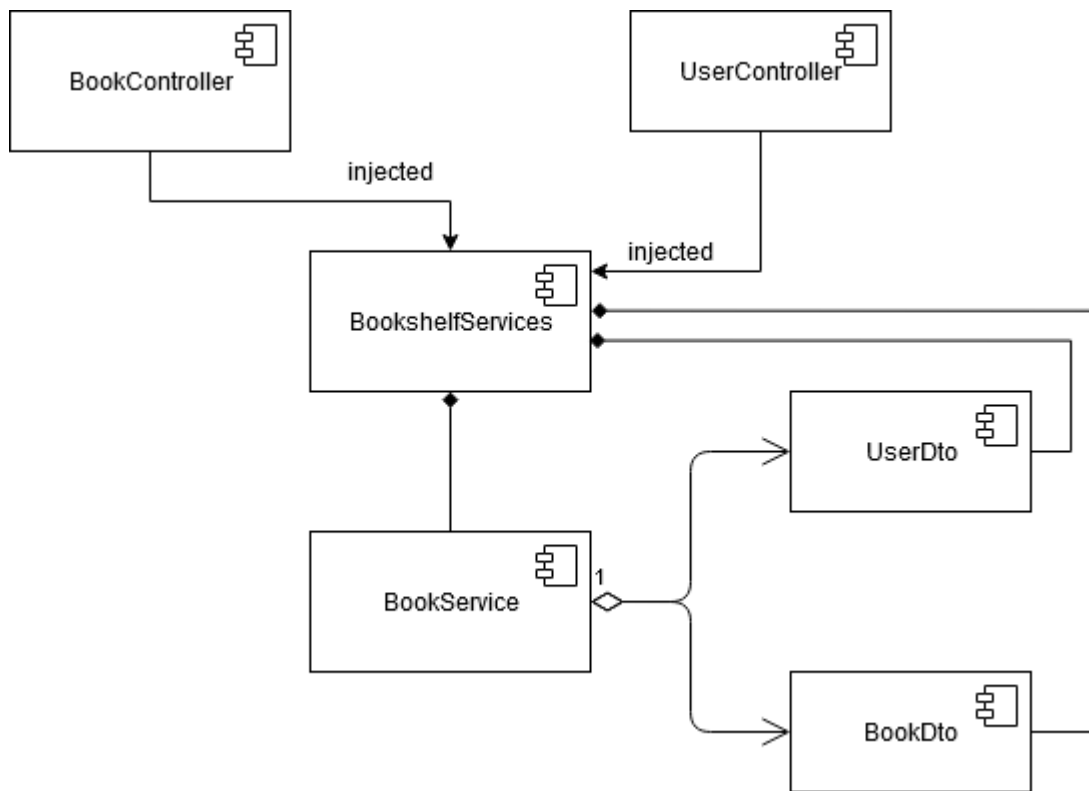 BookController
UserController
injected
injected
BookshelfServices
UserDto
1
BookService
BookDto